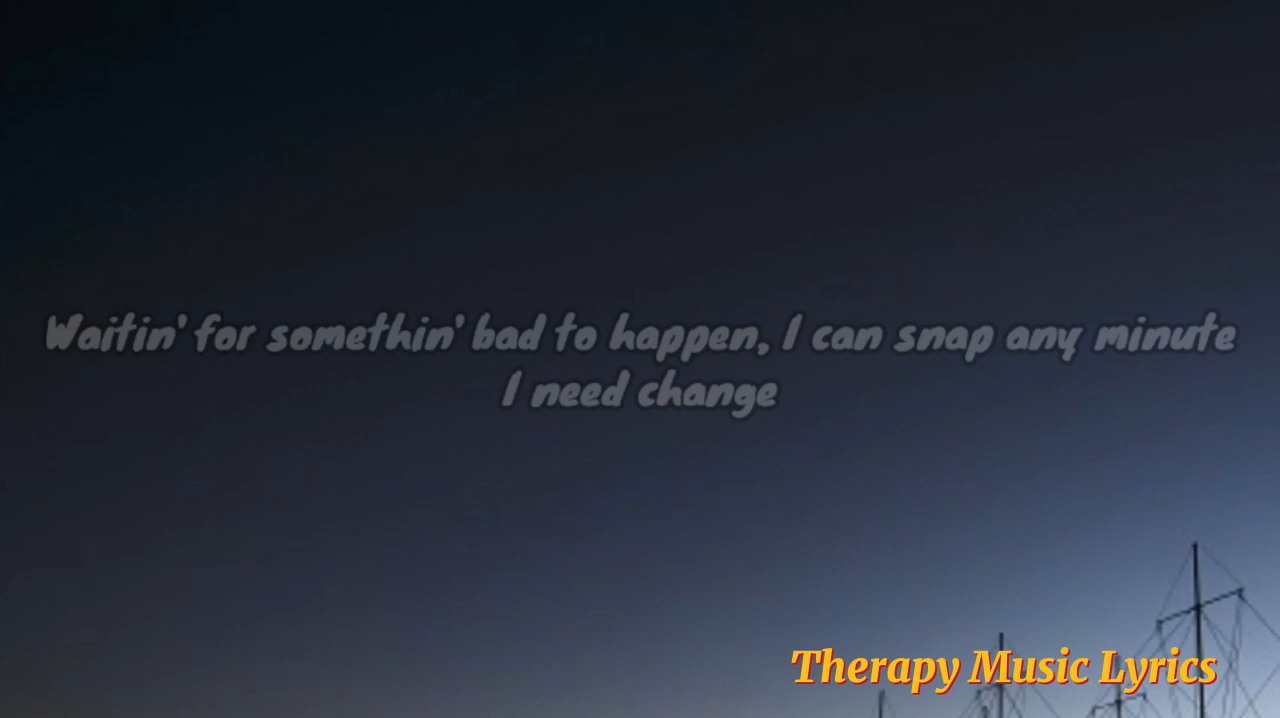 Waitin' for somethin' bad to happen, I can snap any minute
I need change
Therapy Music Lyrics